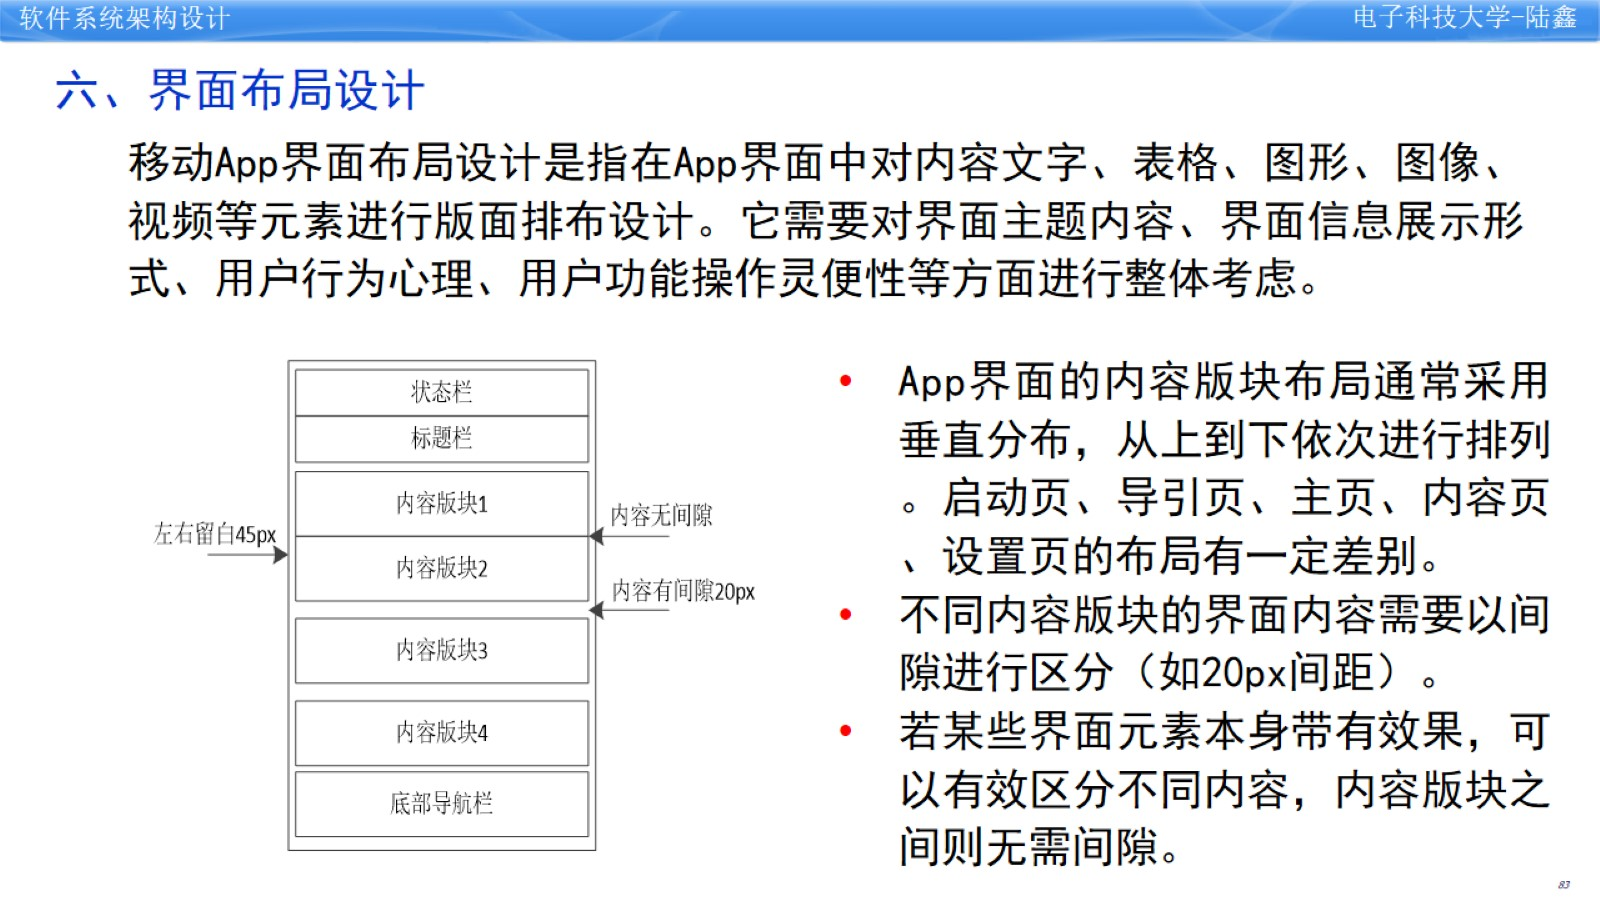 软件系统架构设计
电子科技大学-陆鑫
六、界面布局设计
移动App界面布局设计是指在App界面中对内容文字、表格、图形、图像、
视频等元素进行版面排布设计。它需要对界面主题内容、界面信息展示形
式、用户行为心理、用户功能操作灵便性等方面进行整体考虑。
状态栏
标题栏
内容版块1
内容版块2
内容版块3
内容版块4
底部导航栏
左右留白45px
内容无间隙
内容有间隙20px
• App界面的内容版块布局通常采用
垂直分布，从上到下依次进行排列
。启动页、导引页、主页、内容页
、设置页的布局有一定差别。
• 不同内容版块的界面内容需要以间
隙进行区分（如20px间距）。
• 若某些界面元素本身带有效果，可
以有效区分不同内容，内容版块之
间则无需间隙。
83